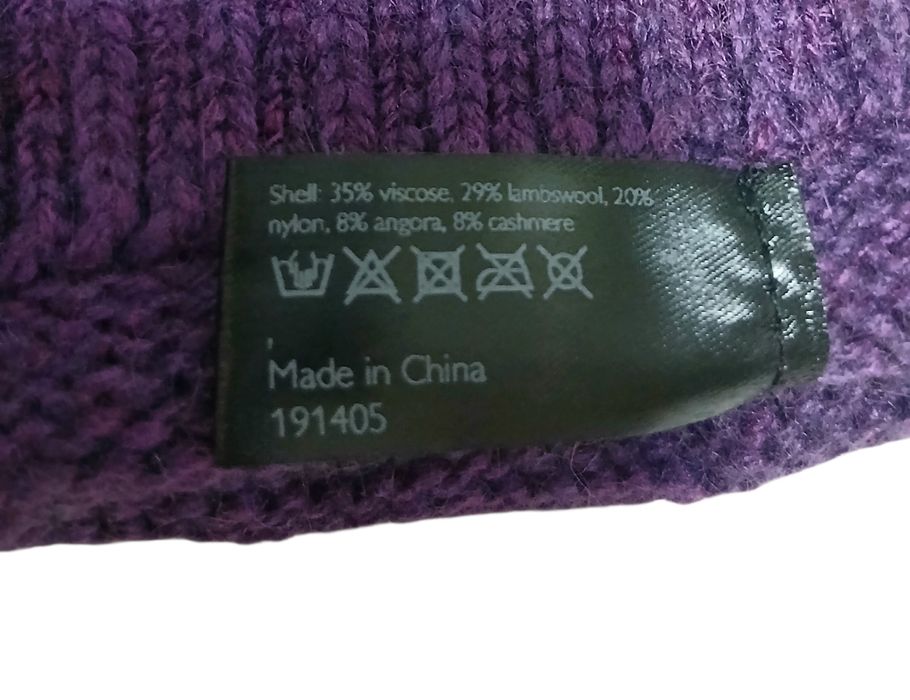 Shell: 35% viscose, 29% lambswool, 20%
nylon, 8% angora, 8% cashmere
,
Made in China
191405